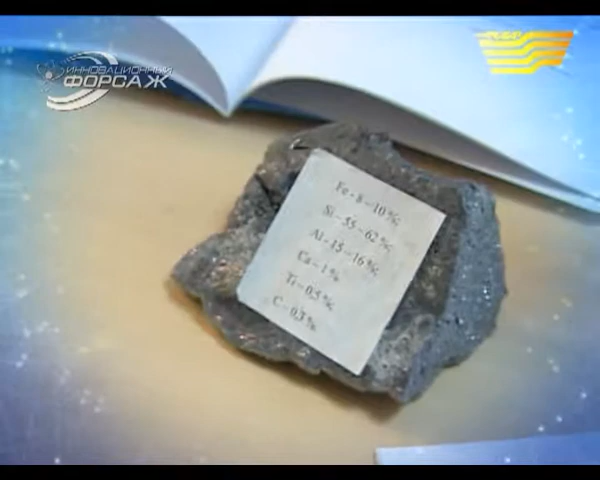 ИННОВАЦИОННЫЙ
ФОРСАЖ
Fe - 8 - 10 %
Si - 55 - 62 %
Al - 15 - 16 %
Ca - 1 %
Ti - 0,5 %
C - 0,3 %